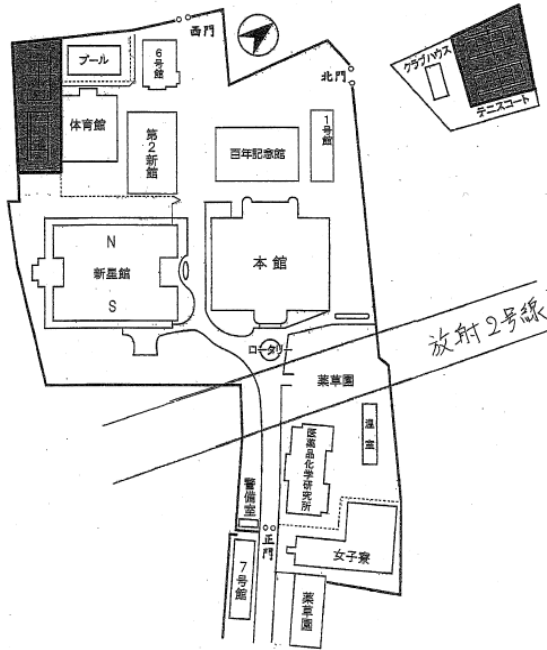 西門
プール
6号館
北門
クラブハウス
テニスコート
体育館
第2新館
百年記念館
1号館
N
新星館
S
本館
ロータリー
放射2号線
薬草園
温室
医薬品化学研究所
警備室
正門
女子寮
7号館
薬草園